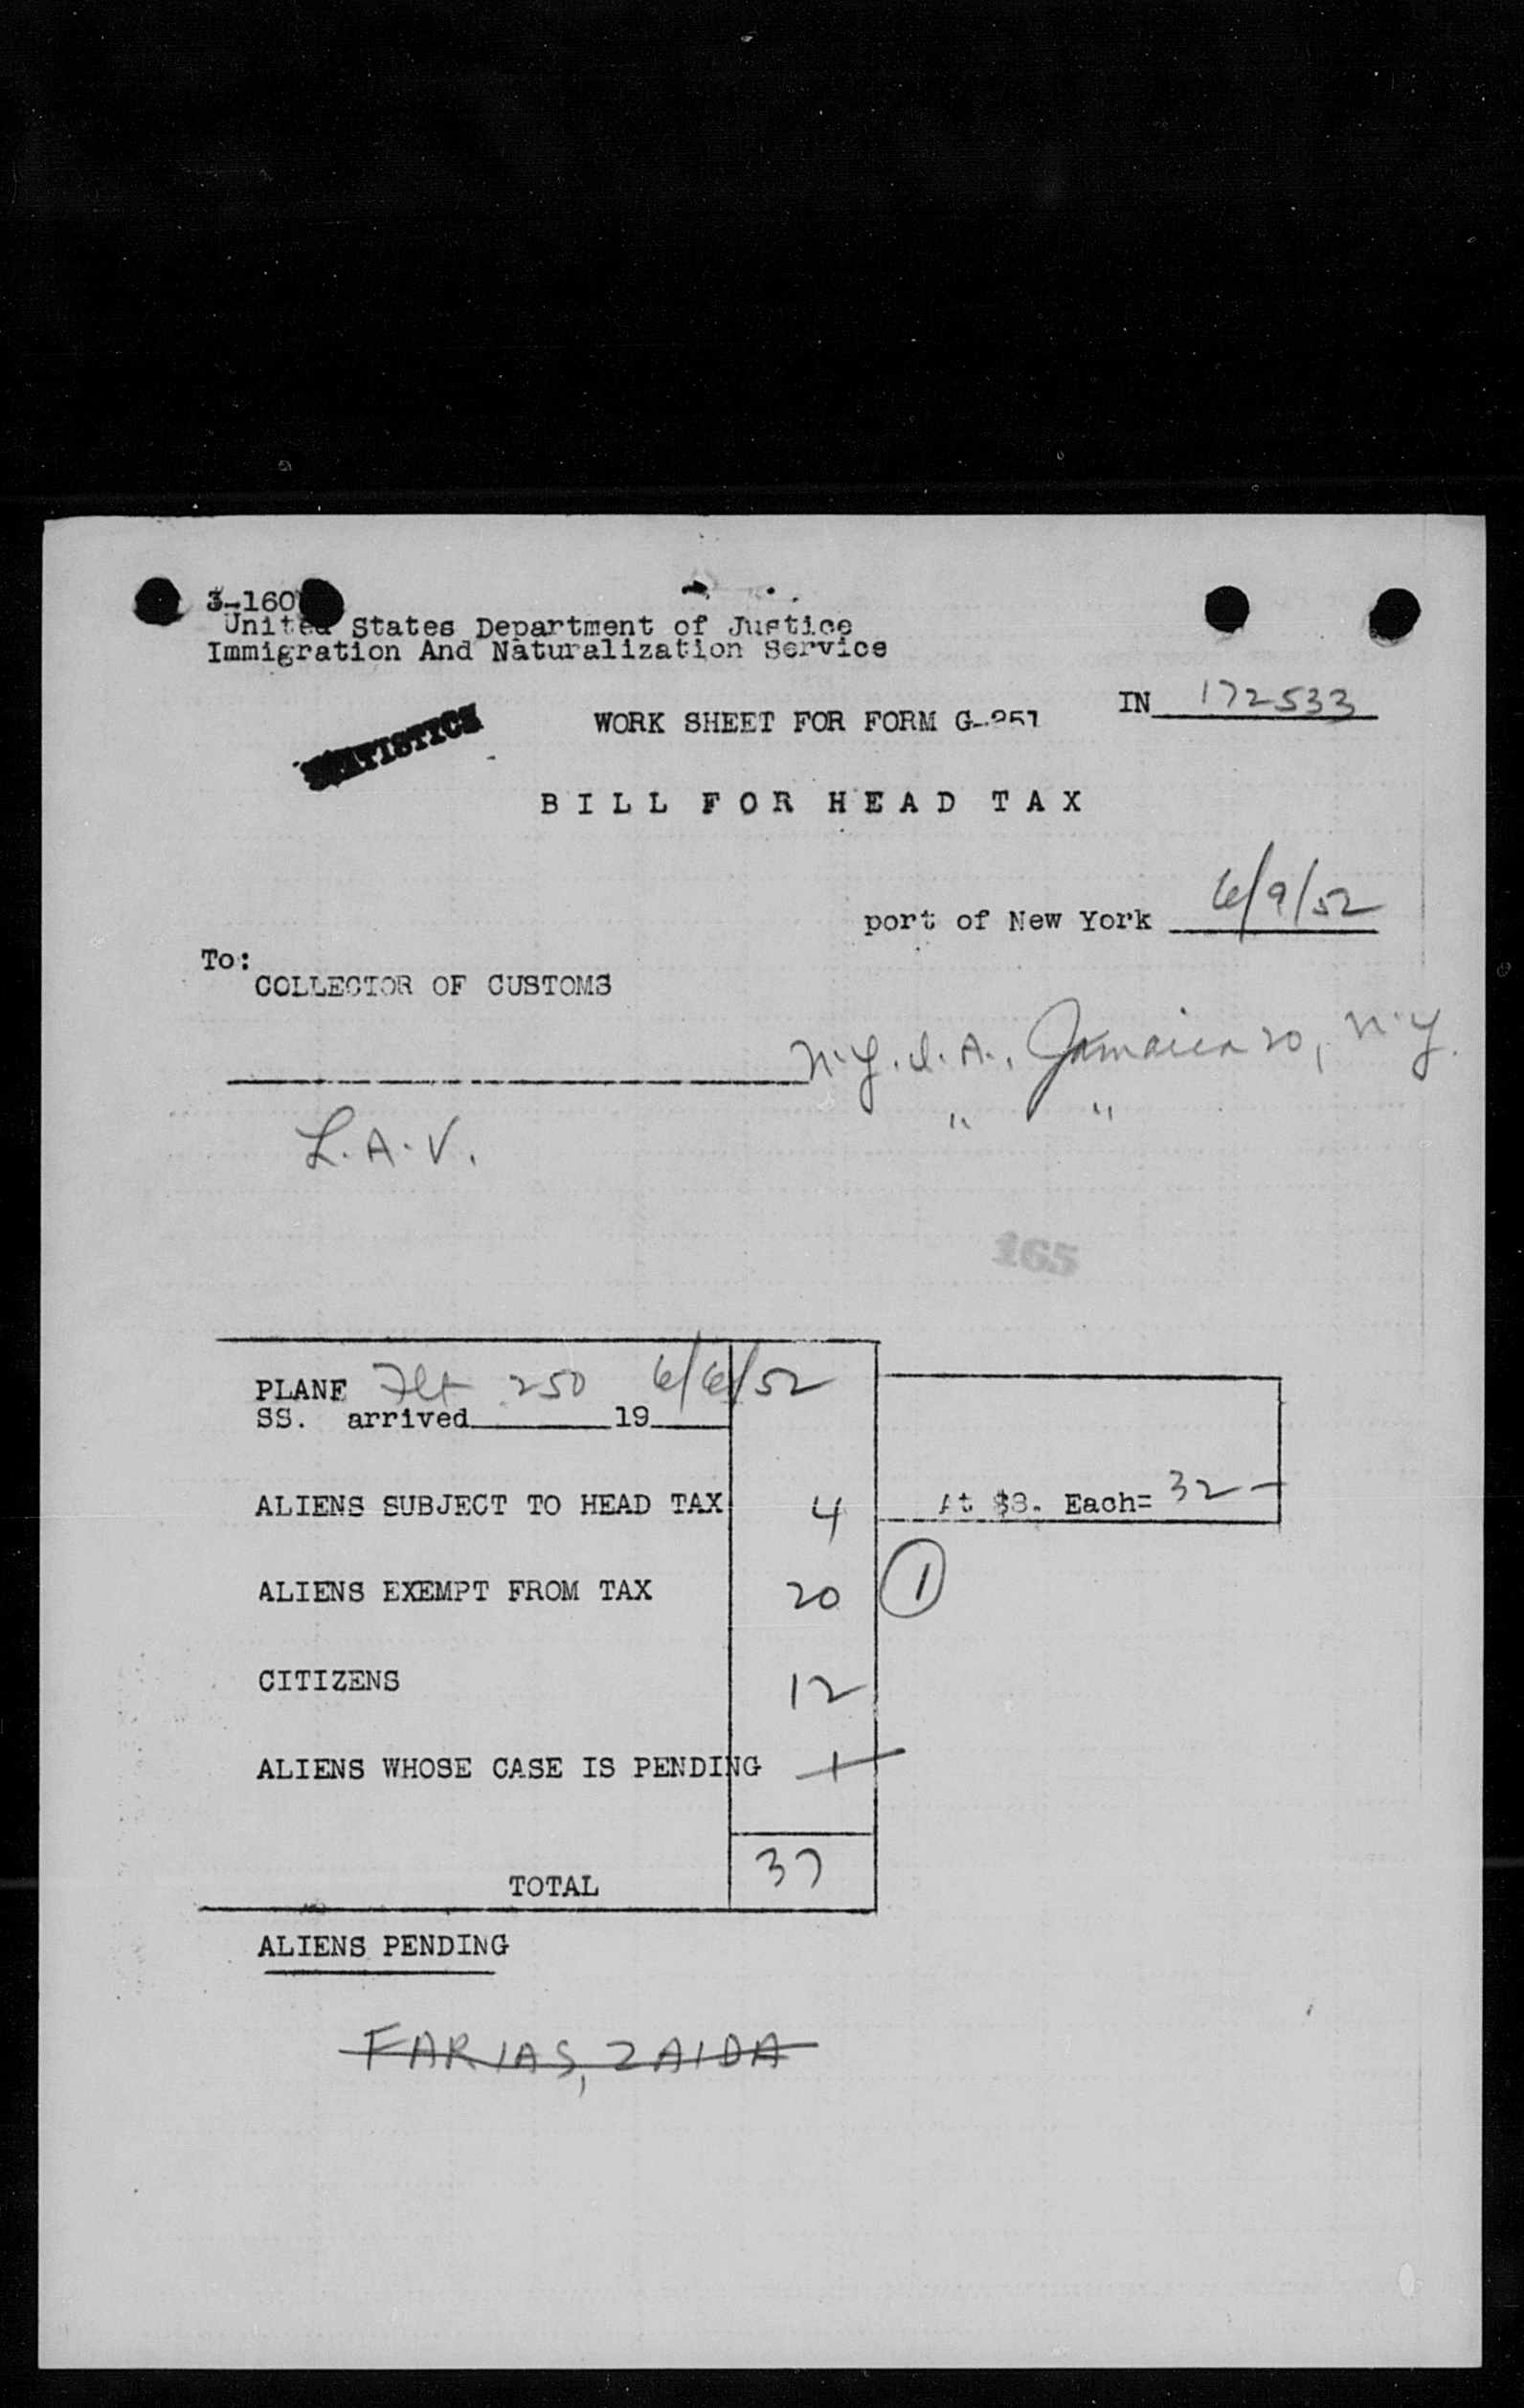 3-160
United States Department of Justice
Immigration And Naturalization Service
IN 172533
WORK SHEET FOR FORM G-251
STATISTICS
BILL FOR HEAD TAX
port of New York 6/9/52
To:
COLLECTOR OF CUSTOMS
N.Y.I.A., Jamaica 20, N.Y.
" "
L.A.V.
165
PLANE Flt 250 6/6/52
SS. arrived 19
ALIENS SUBJECT TO HEAD TAX 4 At $8. Each= 32-
ALIENS EXEMPT FROM TAX 20 1
CITIZENS 12
ALIENS WHOSE CASE IS PENDING 1
TOTAL 37
ALIENS PENDING
FARIAS, ZAIDA